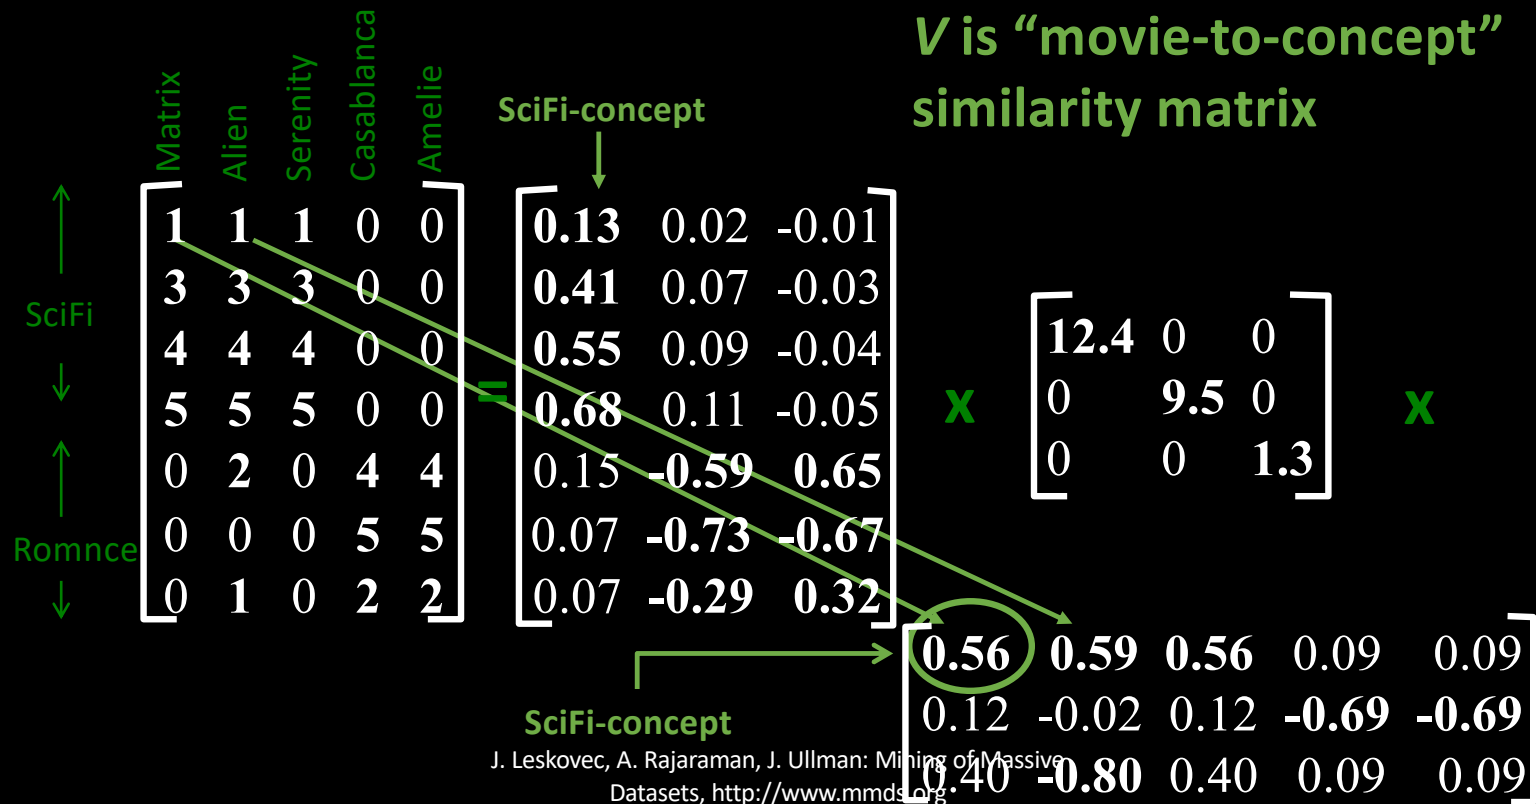 V is “movie-to-concept”
similarity matrix
Matrix
Alien
Serenity
Casablanca
Amelie
SciFi-concept
SciFi
Romnce
1 1 1 0 0
3 3 3 0 0
4 4 4 0 0
5 5 5 0 0
0 2 0 4 4
0 0 0 5 5
0 1 0 2 2
=
0.13 0.02 -0.01
0.41 0.07 -0.03
0.55 0.09 -0.04
0.68 0.11 -0.05
0.15 -0.59 0.65
0.07 -0.73 -0.67
0.07 -0.29 0.32
x
12.4 0 0
0 9.5 0
0 0 1.3
x
0.56 0.59 0.56 0.09 0.09
0.12 -0.02 0.12 -0.69 -0.69
0.40 -0.80 0.40 0.09 0.09
SciFi-concept
J. Leskovec, A. Rajaraman, J. Ullman: Mining of Massive
Datasets, http://www.mmds.org